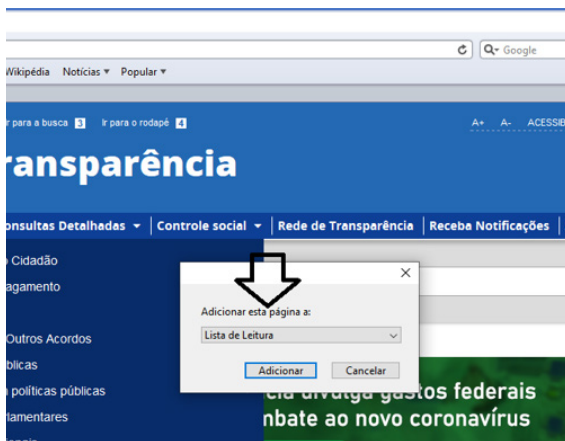 Google
Wikipédia Notícias Popular
r para a busca 3 Ir para o rodapé 4
A+ A- ACESSIB
ransparência
onsultas Detalhadas Controle social Rede de Transparência Receba Notificações
o Cidadão
agamento
Adicionar esta página a:
Lista de Leitura
Outros Acordos
blicas
Adicionar Cancelar
políticas públicas
cia divulga gastos federais
lamentares
mbate ao novo coronavírus